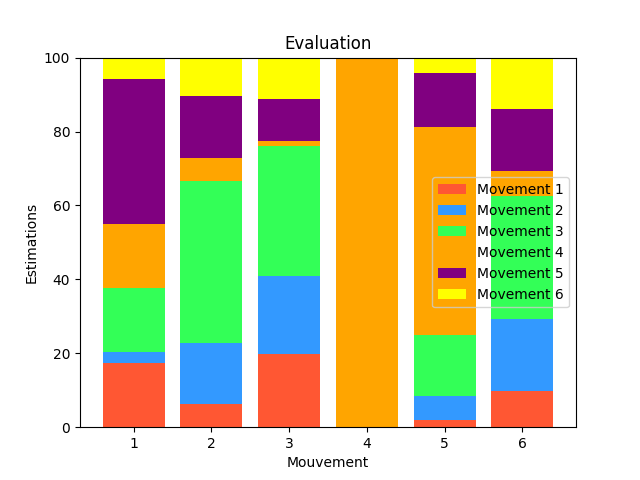 Evaluation
100
80
60
40
20
0
Estimations
1 2 3 4 5 6
Mouvement
Movement 1
Movement 2
Movement 3
Movement 4
Movement 5
Movement 6